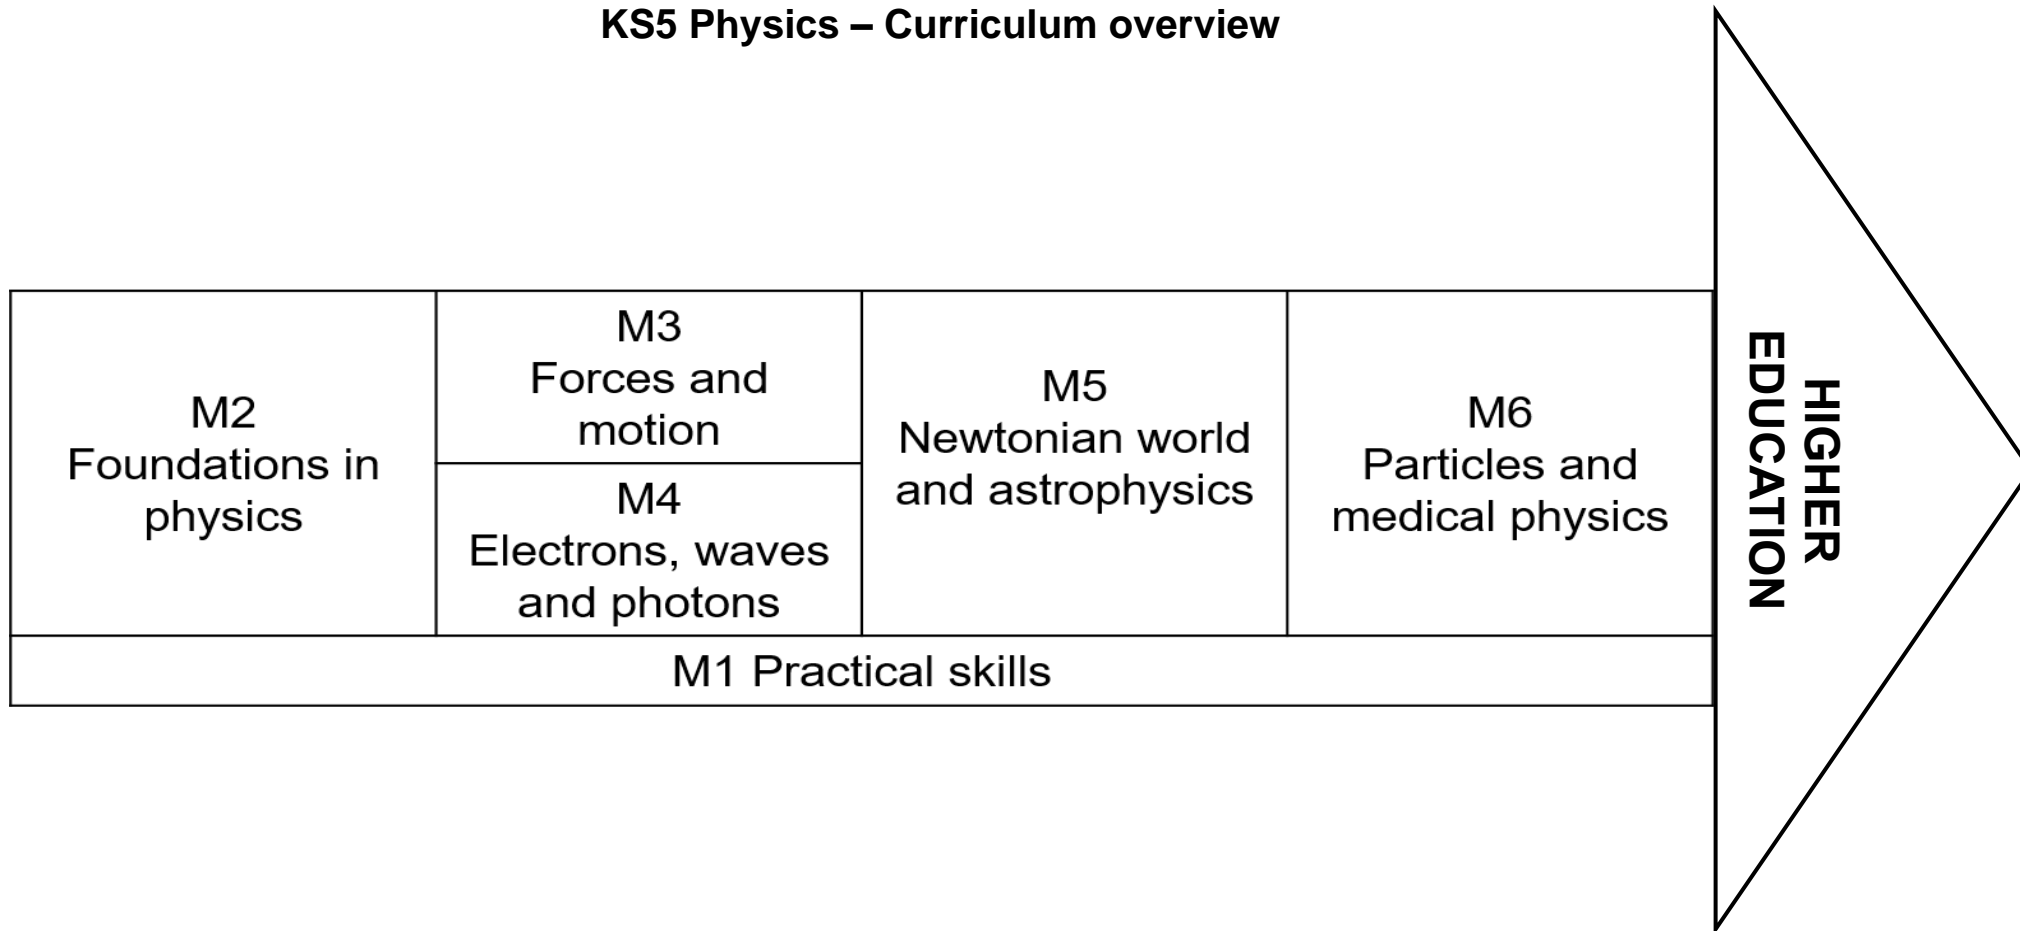 KS5 Physics – Curriculum overview
M2
Foundations in
physics
M3
Forces and
motion
M4
Electrons, waves
and photons
M5
Newtonian world
and astrophysics
M6
Particles and
medical physics
M1 Practical skills
HIGHER
EDUCATION